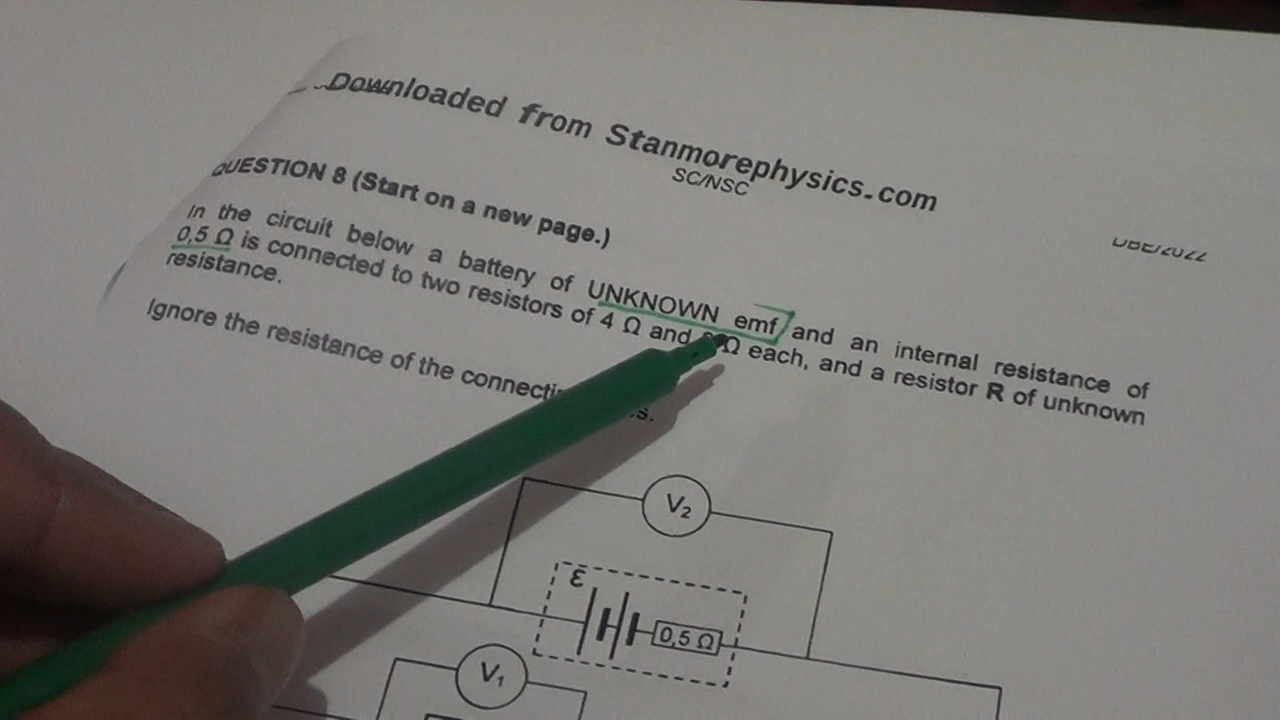 Downloaded from Stanmorephysics.com
SC/NSC
QUESTION 8 (Start on a new page.)
In the circuit below a battery of UNKNOWN emf and an internal resistance of
0,5 Ω is connected to two resistors of 4 Ω and Ω each, and a resistor R of unknown
resistance.
Ignore the resistance of the
V2
ε
0,5 Ω
V1